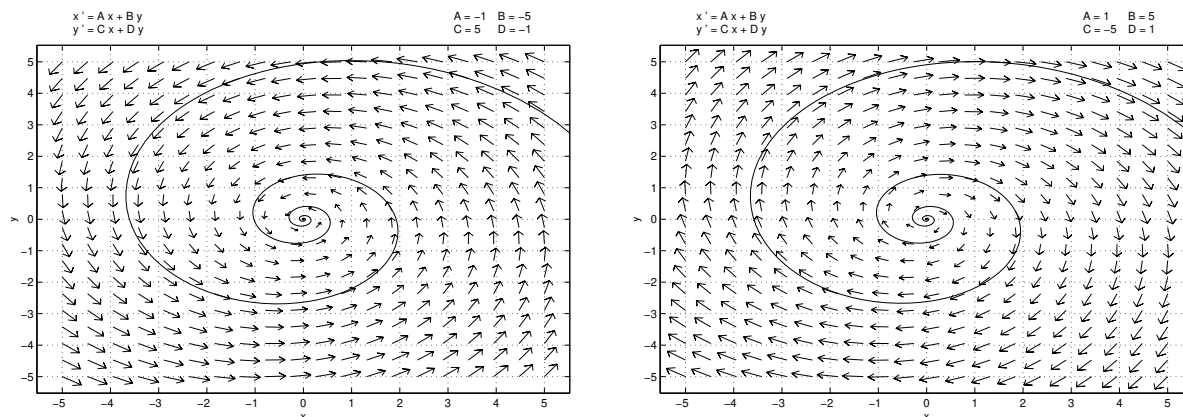 x ' = A x + B y
y ' = C x + D y
A = −1 B = −5
C = 5 D = −1
5
4
3
2
1
0
−1
−2
−3
−4
−5
y
−5 −4 −3 −2 −1 0 1 2 3 4 5
x
x ' = A x + B y
y ' = C x + D y
A = 1 B = 5
C = −5 D = 1
5
4
3
2
1
0
−1
−2
−3
−4
−5
y
−5 −4 −3 −2 −1 0 1 2 3 4 5
x